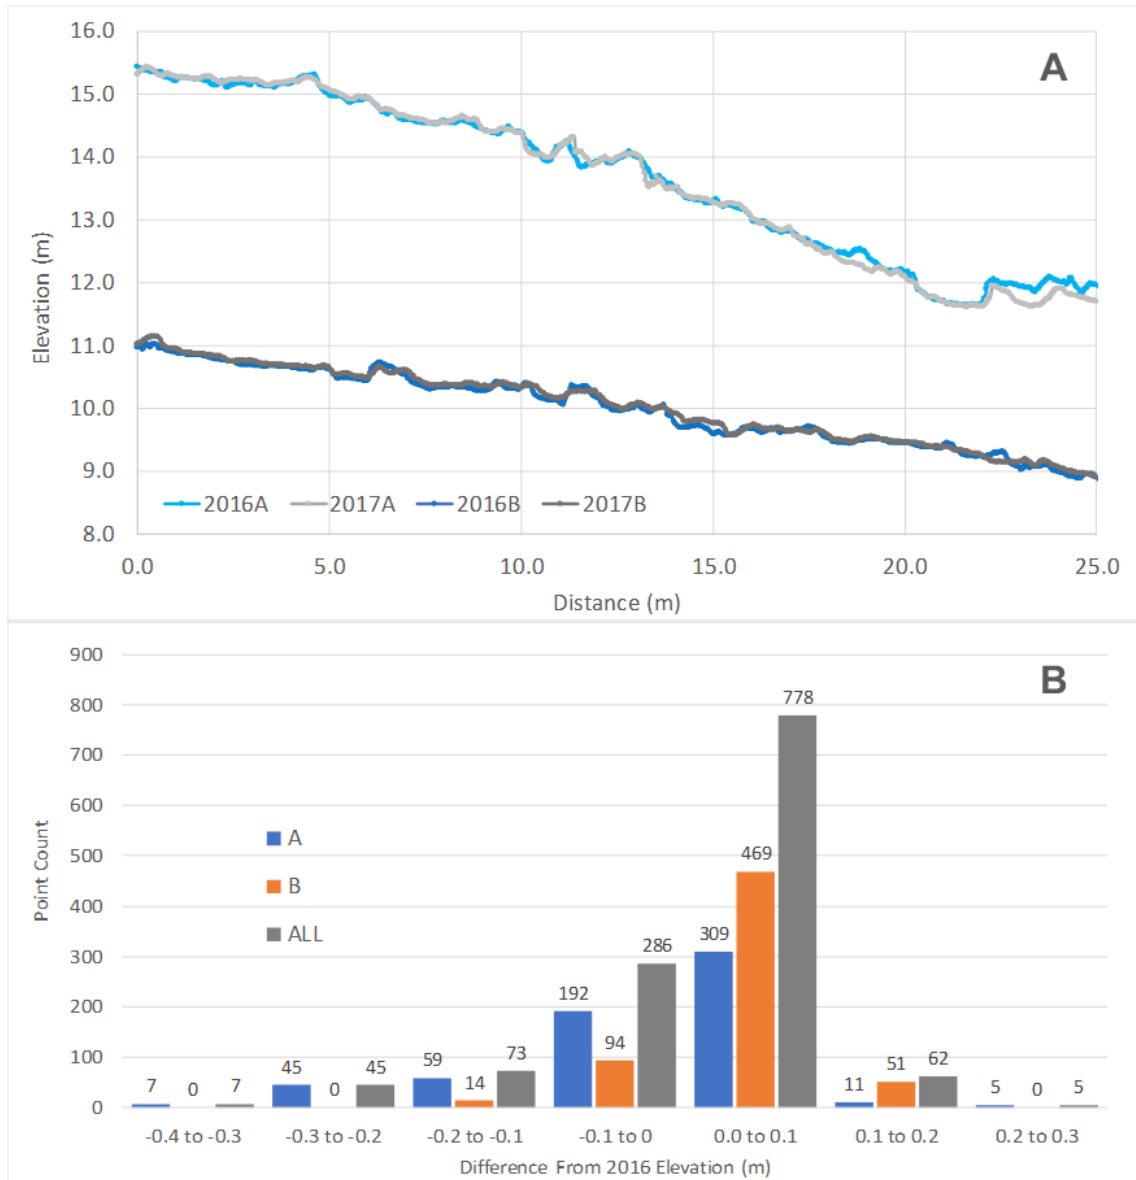 16.0
A
15.0
14.0
13.0
12.0
11.0
10.0
9.0
8.0
Elevation (m)
2016A 2017A 2016B 2017B
0.0 5.0 10.0 15.0 20.0 25.0
Distance (m)
900
B
800
700
600
500
400
300
200
100
0
Point Count
A
B
ALL
7 0 7
45 0 45
59 14 73
192 94 286
309 469 778
11 51 62
5 0 5
-0.4 to -0.3 -0.3 to -0.2 -0.2 to -0.1 -0.1 to 0 0.0 to 0.1 0.1 to 0.2 0.2 to 0.3
Difference From 2016 Elevation (m)